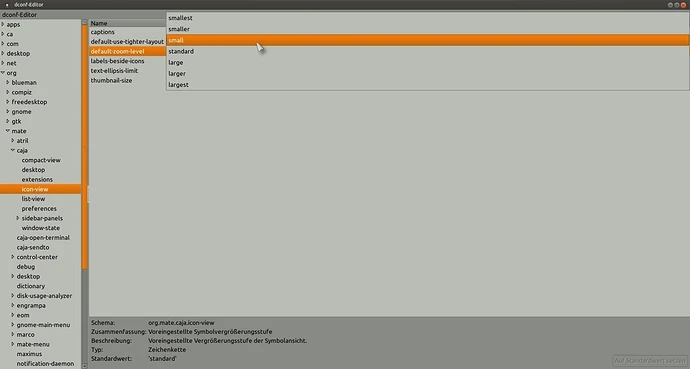 dconf-Editor
dconf-Editor
apps
ca
com
desktop
net
org
blueman
compiz
freedesktop
gnome
gtk
mate
atril
caja
compact-view
desktop
extensions
icon-view
list-view
preferences
sidebar-panels
window-state
caja-open-terminal
caja-sendto
control-center
debug
desktop
dictionary
disk-usage-analyzer
engrampa
eom
gnome-main-menu
marco
mate-menu
maximus
notification-daemon
Name
captions
default-use-tighter-layout
default-zoom-level
labels-beside-icons
text-ellipsis-limit
thumbnail-size
smallest
smaller
small
standard
large
larger
largest
Schema: org.mate.caja.icon-view
Zusammenfassung: Voreingestellte Symbolvergrößerungsstufe
Beschreibung: Voreingestellte Vergrößerungsstufe der Symbolansicht.
Typ: Zeichenkette
Standardwert: 'standard'
Auf Standardwert setzen